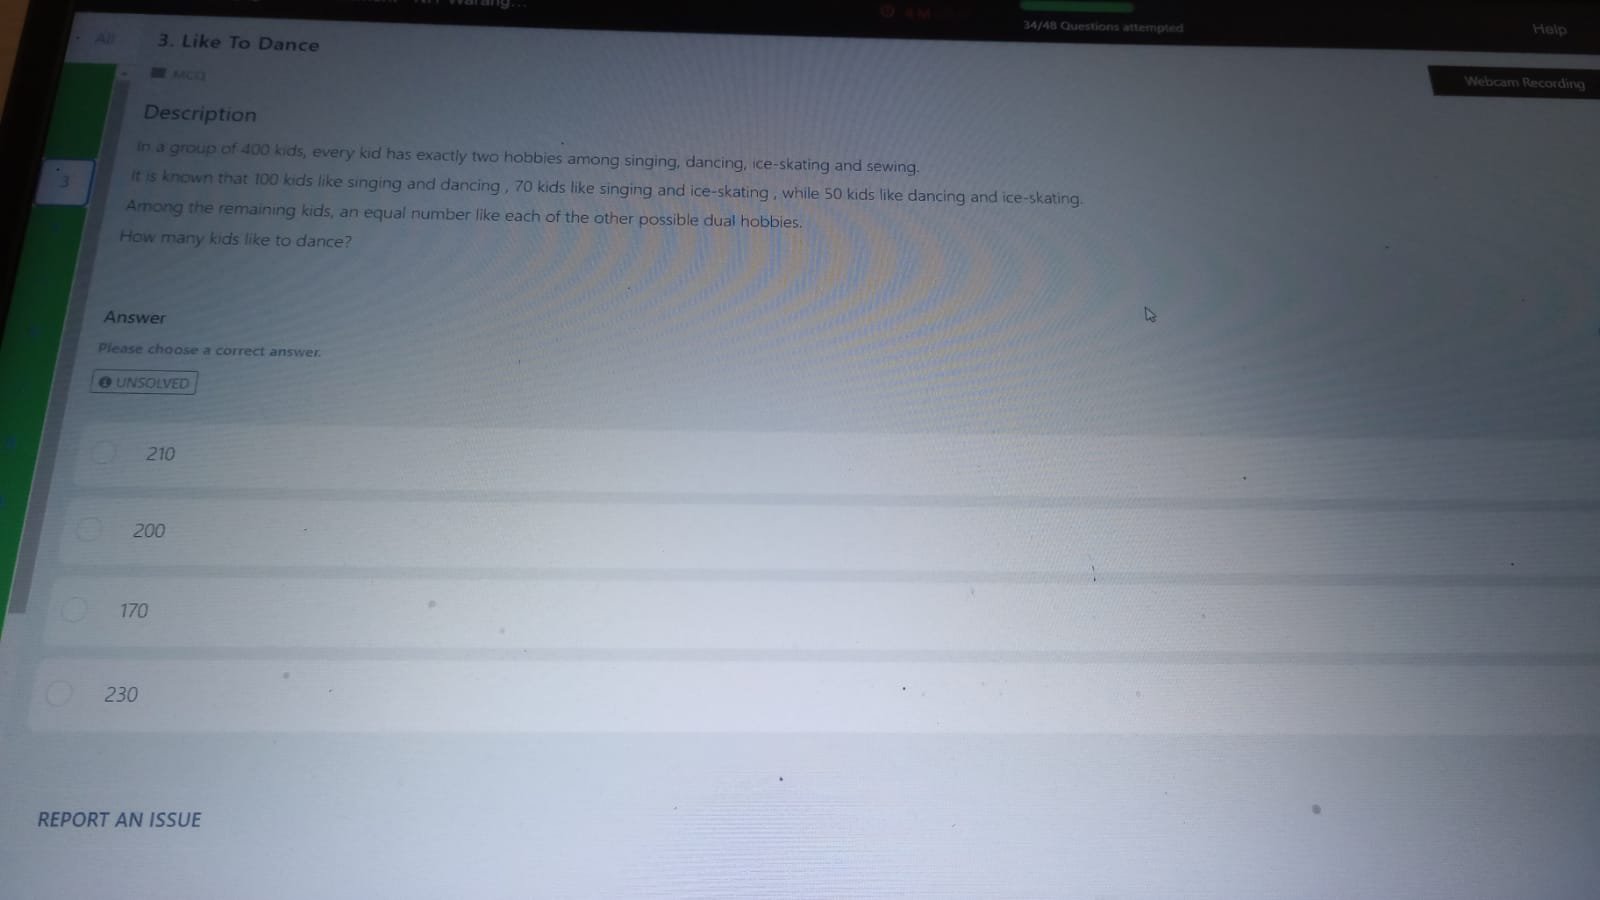 34/48 Questions attempted
Help
All
3. Like To Dance
Webcam Recording
MCQ
Description
In a group of 400 kids, every kid has exactly two hobbies among singing, dancing, ice-skating and sewing.
3
It is known that 100 kids like singing and dancing , 70 kids like singing and ice-skating , while 50 kids like dancing and ice-skating.
Among the remaining kids, an equal number like each of the other possible dual hobbies.
How many kids like to dance?
Answer
Please choose a correct answer.
UNSOLVED
210
200
170
230
REPORT AN ISSUE